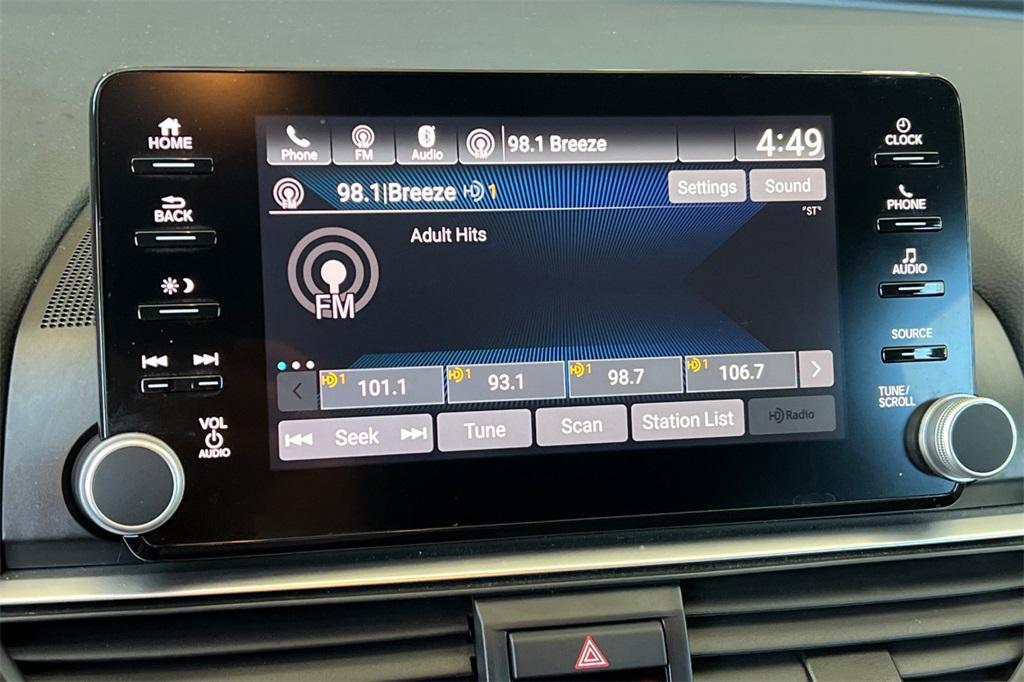 HOME
BACK
VOL
AUDIO
Phone
FM
Audio
FM
98.1 Breeze
4:49
FM
98.1|Breeze HD 1
Settings
Sound
"ST"
FM
Adult Hits
HD 1 101.1
HD 1 93.1
HD 1 98.7
HD 1 106.7
Seek
Tune
Scan
Station List
HD Radio
CLOCK
PHONE
AUDIO
SOURCE
TUNE/
SCROLL